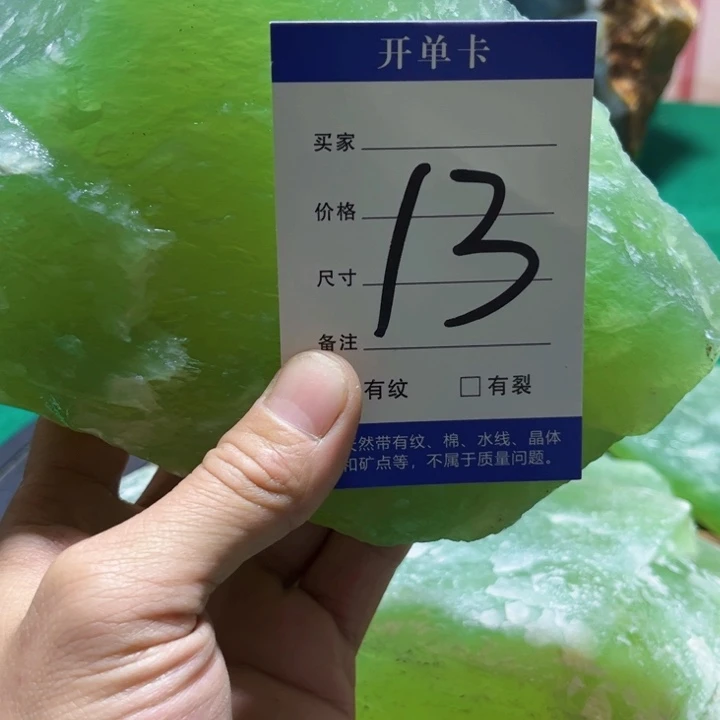 开单卡
买家
价格
13
尺寸
备注
有纹 □有裂
天然带有纹、棉、水线、晶体
和矿点等，不属于质量问题。